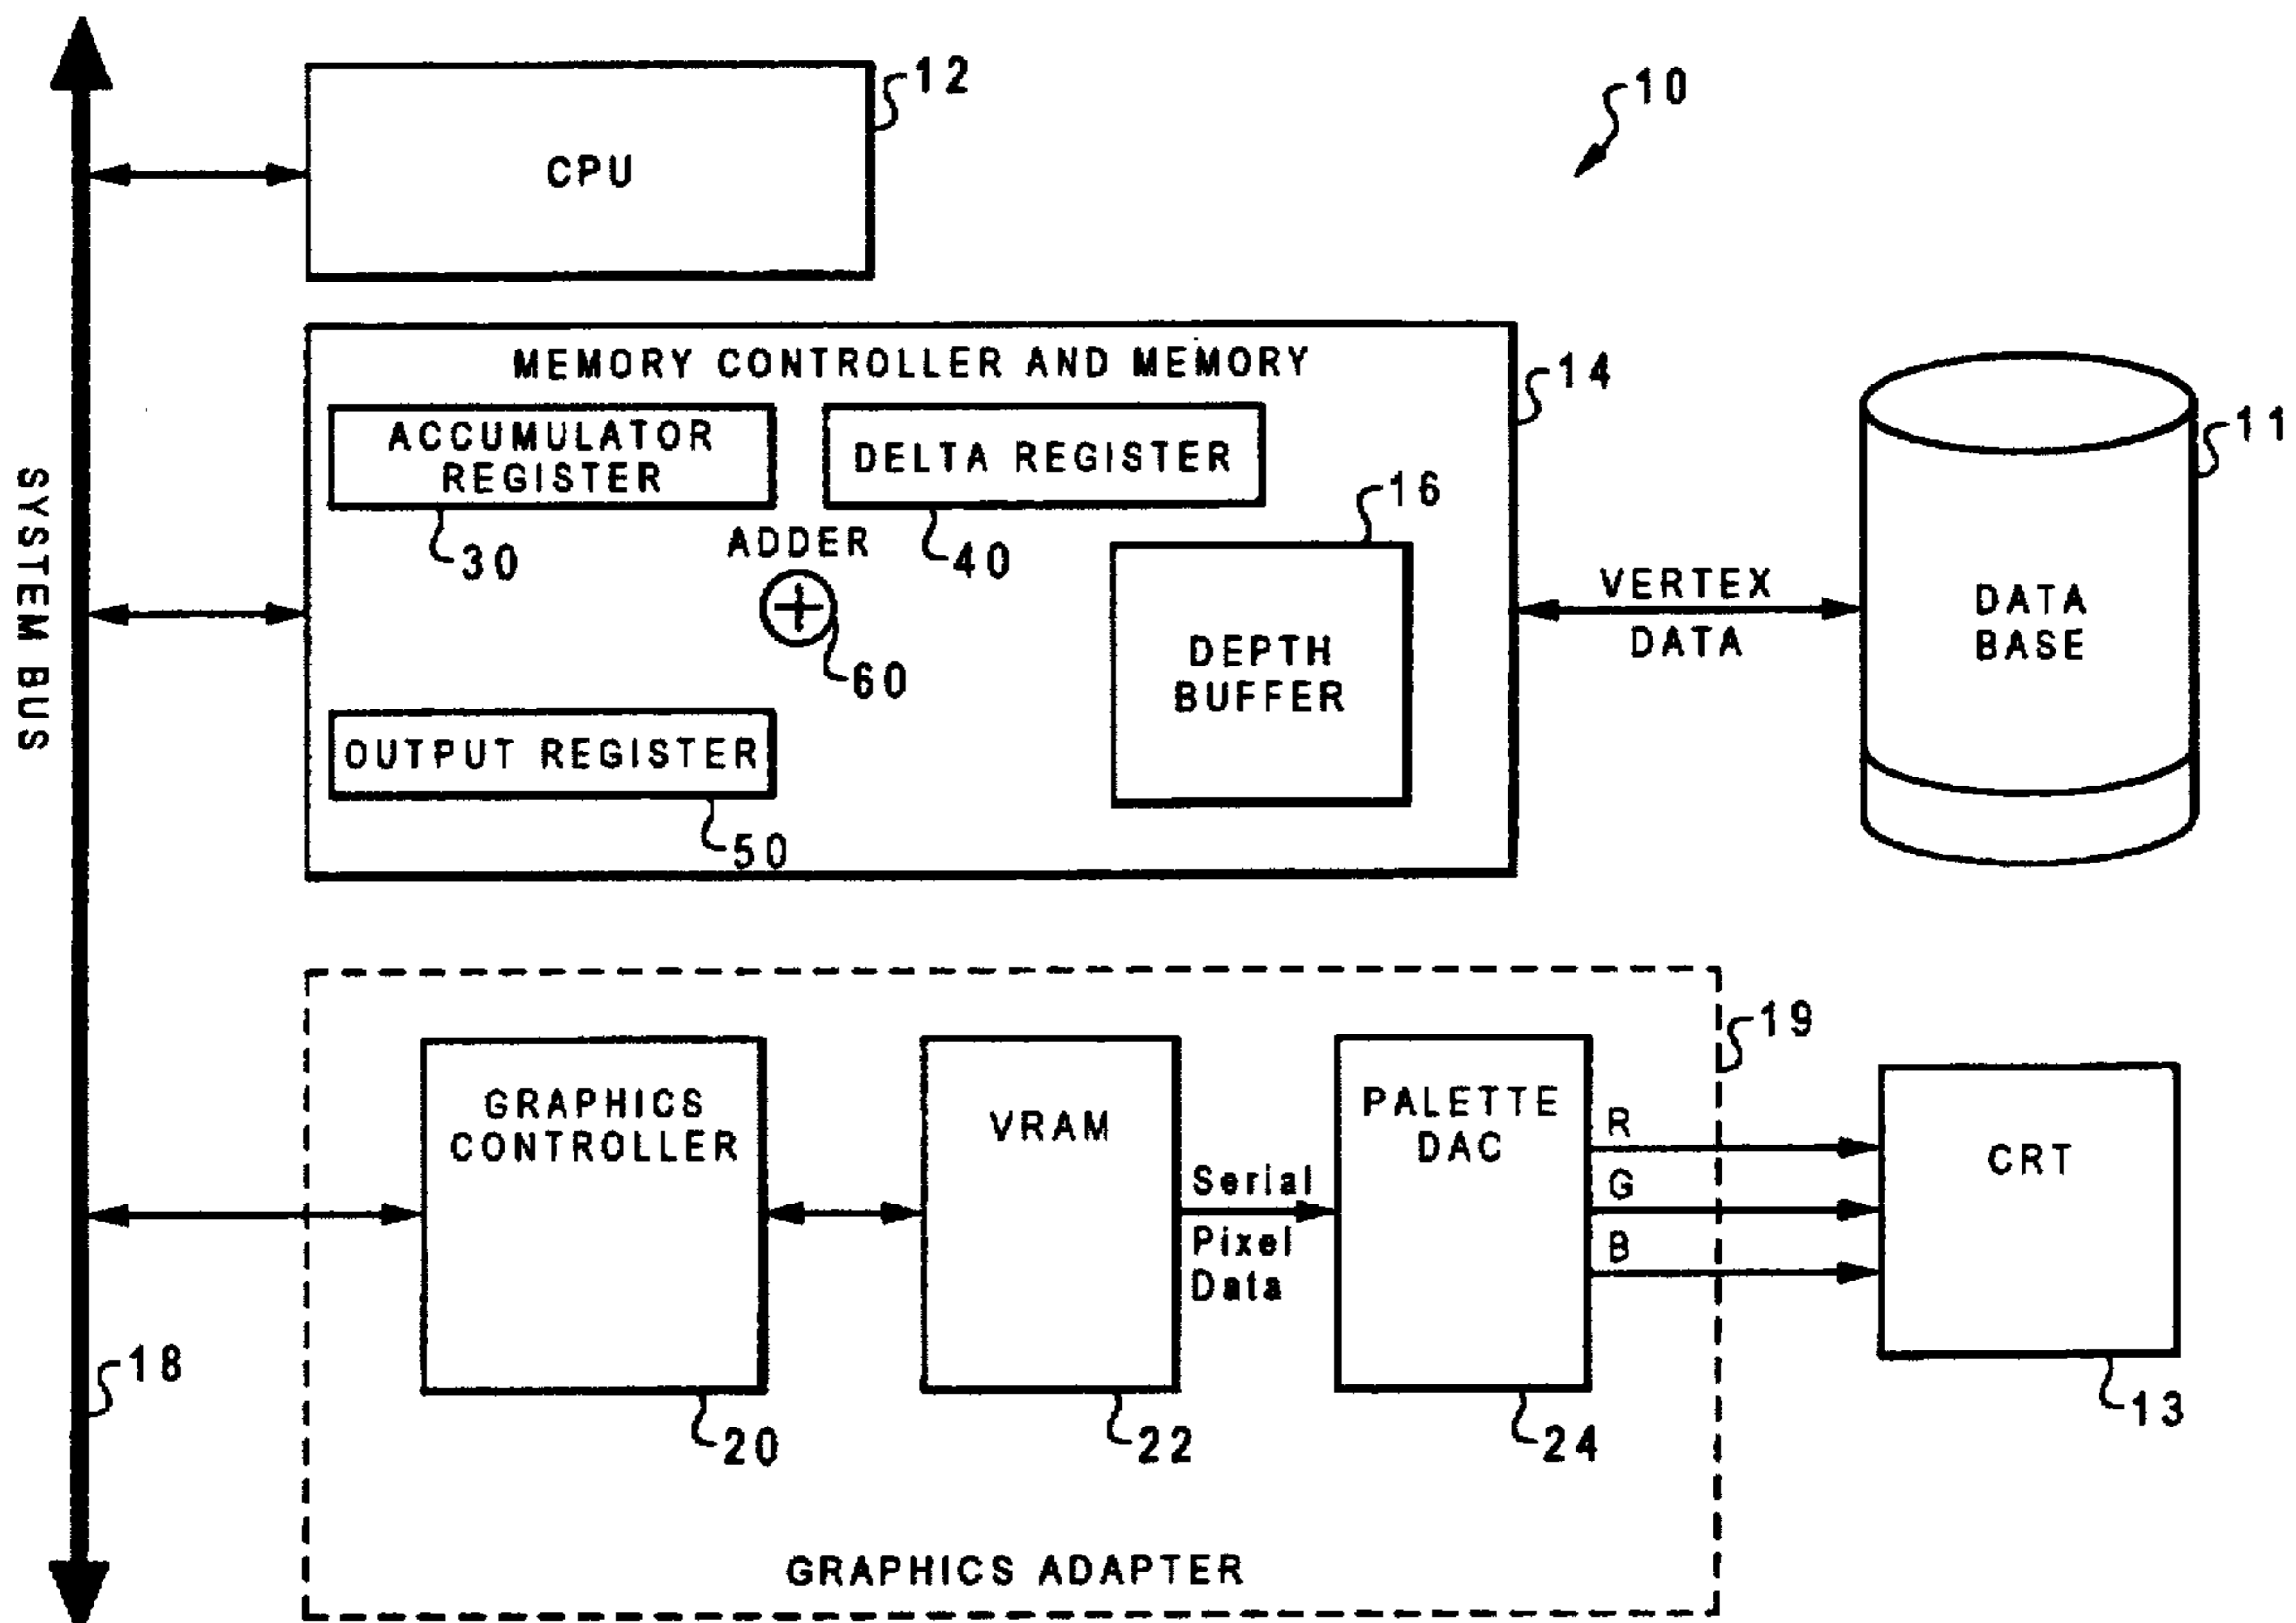 12
10
CPU
SYSTEM BUS
MEMORY CONTROLLER AND MEMORY
14
ACCUMULATOR
REGISTER
30
DELTA REGISTER
40
16
ADDER
60
DEPTH
BUFFER
OUTPUT REGISTER
50
VERTEX
DATA
DATA
BASE
11
18
19
GRAPHICS
CONTROLLER
20
VRAM
22
Serial
Pixel
Data
PALETTE
DAC
24
R
G
B
CRT
13
GRAPHICS ADAPTER